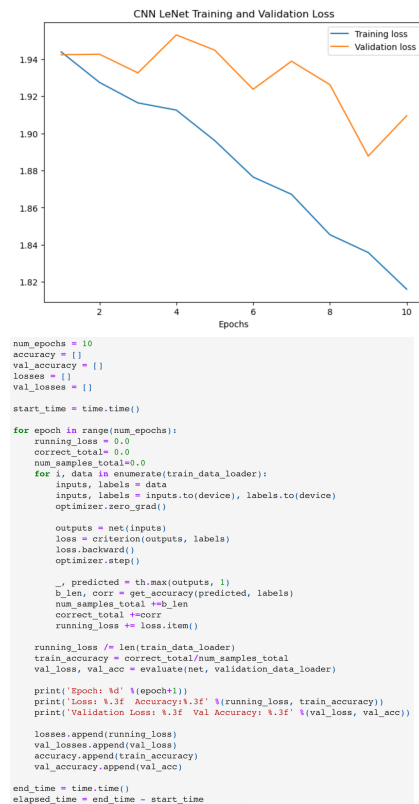 CNN LeNet Training and Validation Loss
Training loss
Validation loss
1.94
1.92
1.90
1.88
1.86
1.84
1.82
2 4 6 8 10
Epochs
num_epochs = 10
accuracy = []
val_accuracy = []
losses = []
val_losses = []

start_time = time.time()

for epoch in range(num_epochs):
    running_loss = 0.0
    correct_total= 0.0
    num_samples_total=0.0
    for i, data in enumerate(train_data_loader):
        inputs, labels = data
        inputs, labels = inputs.to(device), labels.to(device)
        optimizer.zero_grad()

        outputs = net(inputs)
        loss = criterion(outputs, labels)
        loss.backward()
        optimizer.step()

        _, predicted = th.max(outputs, 1)
        b_len, corr = get_accuracy(predicted, labels)
        num_samples_total +=b_len
        correct_total +=corr
        running_loss += loss.item()

    running_loss /= len(train_data_loader)
    train_accuracy = correct_total/num_samples_total
    val_loss, val_acc = evaluate(net, validation_data_loader)

    print('Epoch: %d' %(epoch+1))
    print('Loss: %.3f  Accuracy:%.3f' %(running_loss, train_accuracy))
    print('Validation Loss: %.3f  Val Accuracy: %.3f' %(val_loss, val_acc))

    losses.append(running_loss)
    val_losses.append(val_loss)
    accuracy.append(train_accuracy)
    val_accuracy.append(val_acc)

end_time = time.time()
elapsed_time = end_time - start_time